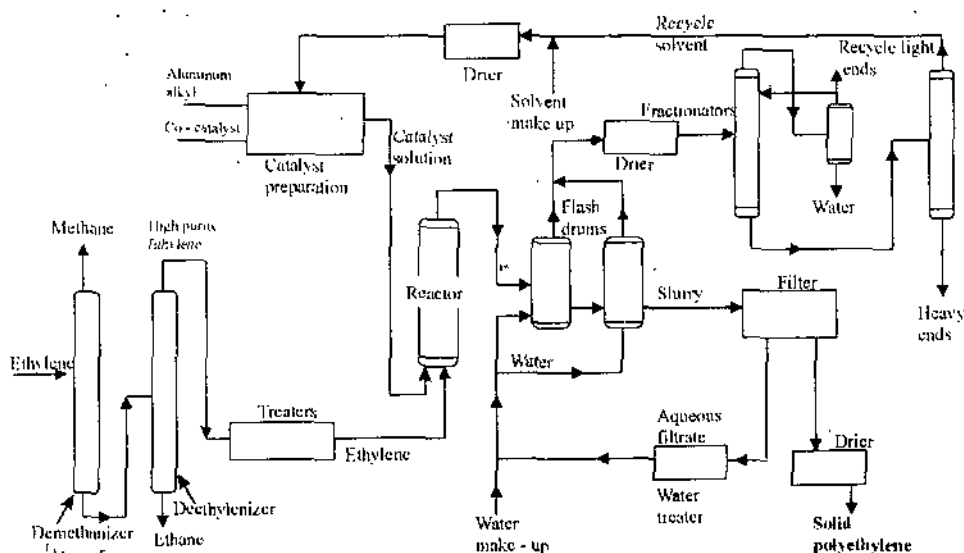 Recycle
solvent
Drier
Recycle light
ends
Aluminum
alkyl
Solvent
make up
Fractionators
Co - catalyst
Catalyst
solution
Drier
Catalyst
preparation
Water
Methane
High purity
Ethylene
Flash
drums
Reactor
Slurry
Filter
Heavy
ends
Ethylene
Water
Treaters
Aqueous
filtrate
Ethylene
Drier
Deethylenizer
Water
treater
Demethanizer
Ethane
Water
make - up
Solid
polyethylene